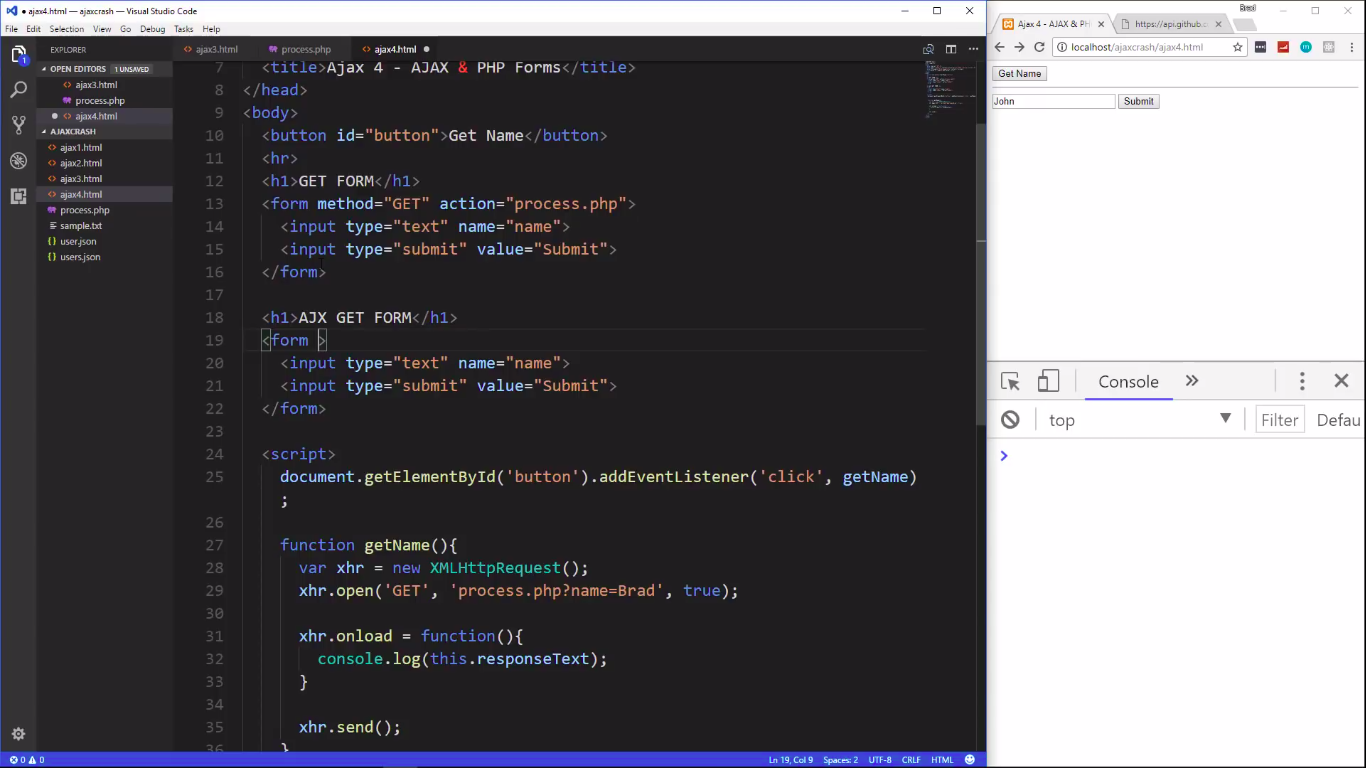 ajax4.html — ajaxcrash — Visual Studio Code
File Edit Selection View Go Debug Tasks Help
EXPLORER
OPEN EDITORS 1 UNSAVED
ajax3.html
process.php
ajax4.html
AJAXCRASH
ajax1.html
ajax2.html
ajax3.html
ajax4.html
process.php
sample.txt
user.json
users.json
1
ajax3.html process.php ajax4.html
7 <title>Ajax 4 - AJAX & PHP Forms</title>
8 </head>
9 <body>
10 <button id="button">Get Name</button>
11 <hr>
12 <h1>GET FORM</h1>
13 <form method="GET" action="process.php">
14 <input type="text" name="name">
15 <input type="submit" value="Submit">
16 </form>
17
18 <h1>AJX GET FORM</h1>
19 <form >
20 <input type="text" name="name">
21 <input type="submit" value="Submit">
22 </form>
23
24 <script>
25 document.getElementById('button').addEventListener('click', getName)
;
26
27 function getName(){
28 var xhr = new XMLHttpRequest();
29 xhr.open('GET', 'process.php?name=Brad', true);
30
31 xhr.onload = function(){
32 console.log(this.responseText);
33 }
34
35 xhr.send();
36 }
0 0 Ln 19, Col 9 Spaces: 2 UTF-8 CRLF HTML
Brad
Ajax 4 - AJAX & PH https://api.github.c
localhost/ajaxcrash/ajax4.html
Get Name
John Submit
Console
top Filter Defau